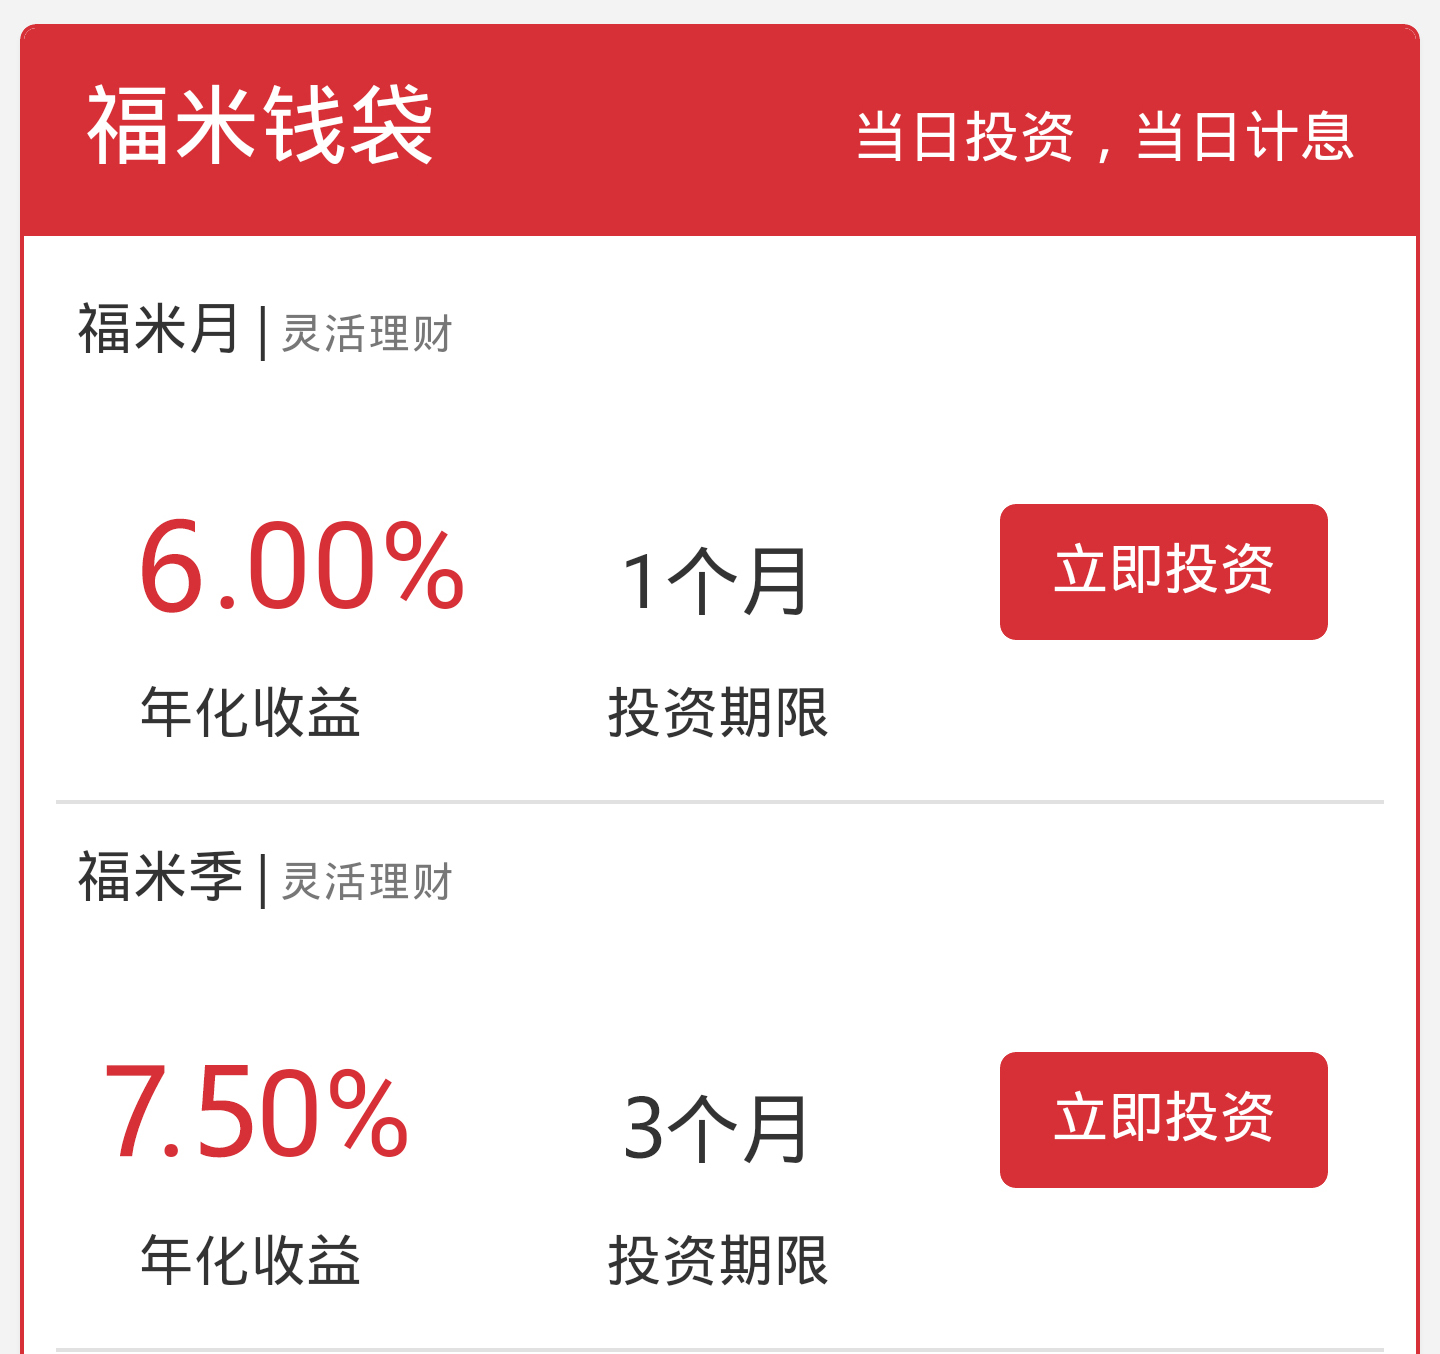 福米钱袋
当日投资，当日计息
福米月|灵活理财
6.00% 1个月 立即投资
年化收益 投资期限
福米季|灵活理财
7.50% 3个月 立即投资
年化收益 投资期限